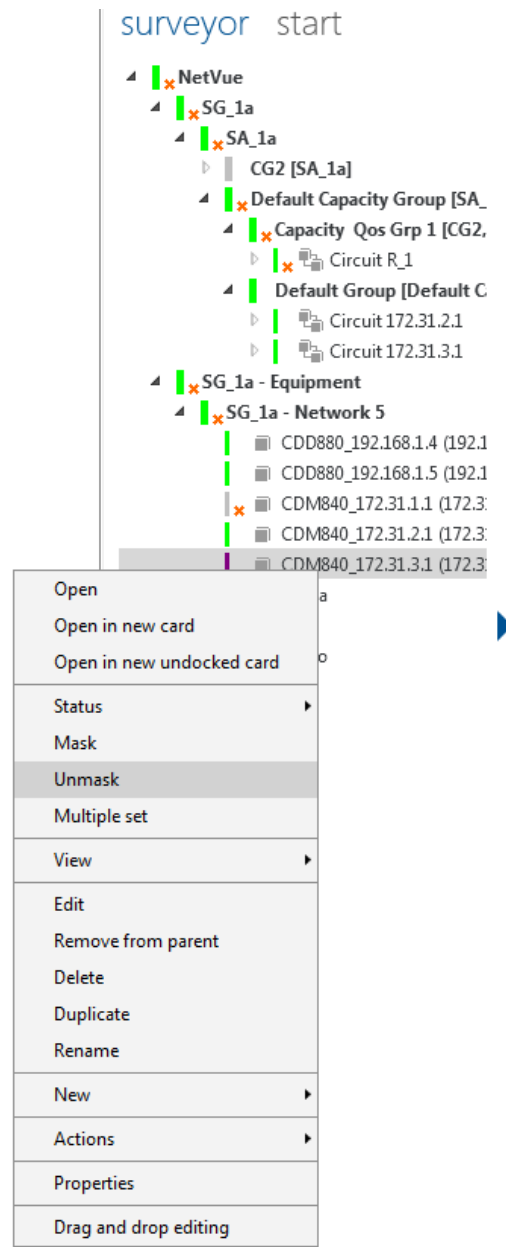 surveyor start
NetVue
SG_1a
SA_1a
CG2 [SA_1a]
Default Capacity Group [SA_
Capacity Qos Grp 1 [CG2,
Circuit R_1
Default Group [Default C
Circuit 172.31.2.1
Circuit 172.31.3.1
SG_1a - Equipment
SG_1a - Network 5
CDD880_192.168.1.4 (192.1
CDD880_192.168.1.5 (192.1
CDM840_172.31.1.1 (172.3
CDM840_172.31.2.1 (172.3
CDM840_172.31.3.1 (172.3
a
o
Open
Open in new card
Open in new undocked card
Status
Mask
Unmask
Multiple set
View
Edit
Remove from parent
Delete
Duplicate
Rename
New
Actions
Properties
Drag and drop editing